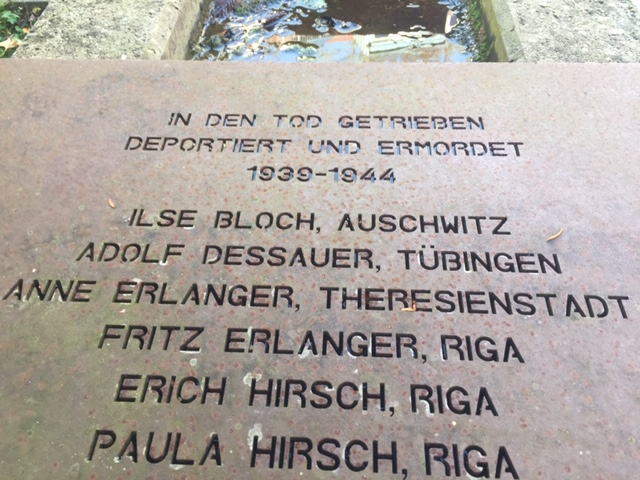 IN DEN TOD GETRIEBEN
DEPORTIERT UND ERMORDET
1939-1944
ILSE BLOCH, AUSCHWITZ
ADOLF DESSAUER, TÜBINGEN
ANNE ERLANGER, THERESIENSTADT
FRITZ ERLANGER, RIGA
ERICH HIRSCH, RIGA
PAULA HIRSCH, RIGA